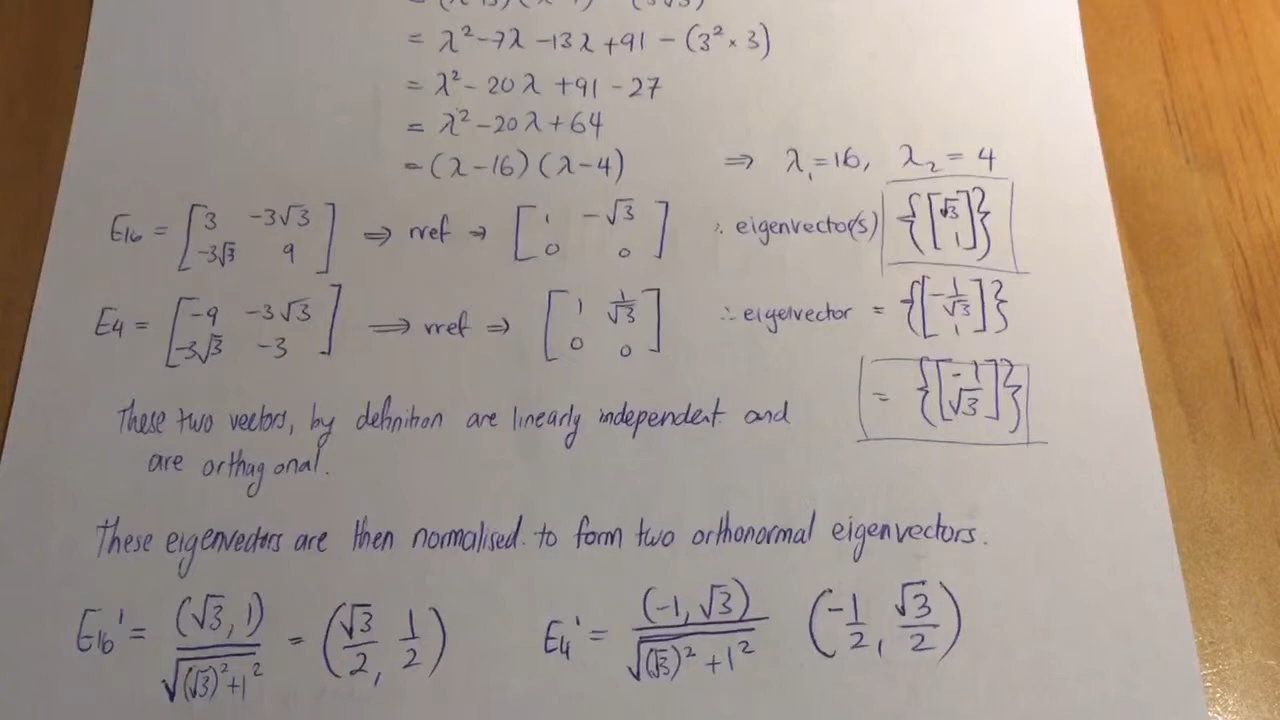 = λ² - 7λ - 13λ + 91 - (3² × 3)
= λ² - 20λ + 91 - 27
= λ² - 20λ + 64
= (λ - 16)(λ - 4) ⇒ λ₁ = 16, λ₂ = 4
E₁₆ = [3 -3√3; -3√3 9] ⇒ rref → [1 -√3; 0 0] ∴ eigenvector(s) {[√3; 1]}
E₄ = [-9 -3√3; -3√3 -3] ⇒ rref ⇒ [1 1/√3; 0 0] ∴ eigelvector = {[-1/√3; 1]}
= {[-1; √3]}
These two vectors, by definition are linearly independent and
are orthagonal.
These eigenvectors are then normalised to form two orthonormal eigenvectors.
E₁₆' = (√3, 1)/√((√3)² + 1²) = (√3/2, 1/2) E₄' = (-1, √3)/√((√3)² + 1²) (-1/2, √3/2)